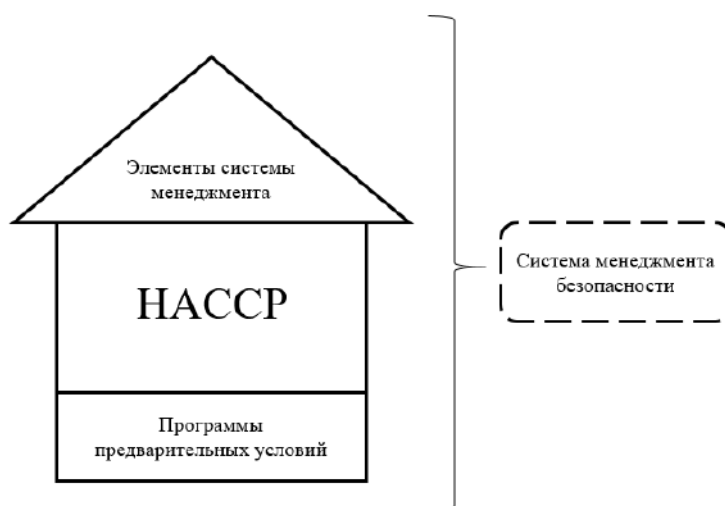 Элементы системы
менеджмента
НАССР
Программы
предварительных условий
Система менеджмента
безопасности